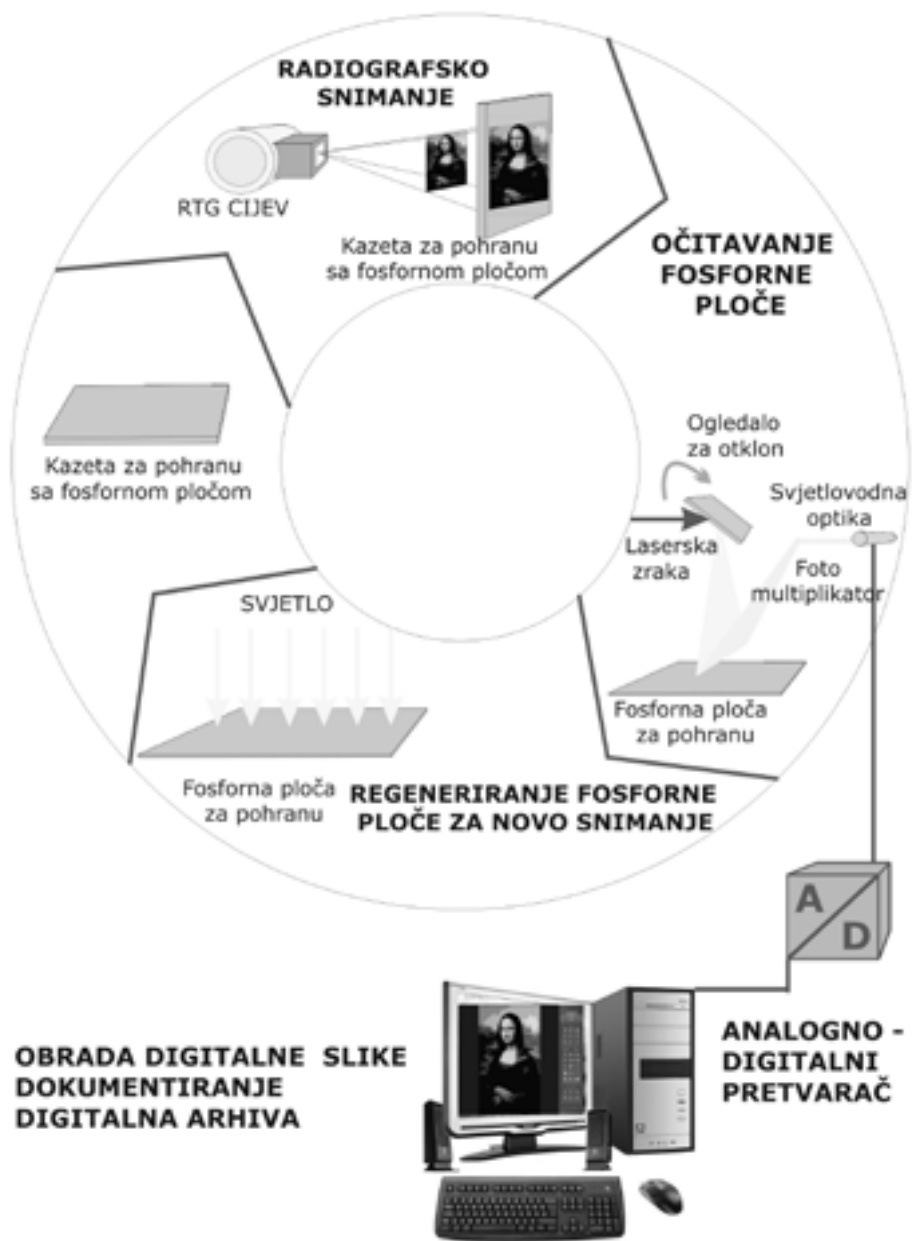 RADIOGRAFSKO
SNIMANJE
RTG CIJEV
Kazeta za pohranu
sa fosfornom pločom
OČITAVANJE
FOSFORNE
PLOČE
Ogledalo
za otklon
Svjetlovodna
optika
Laserska
zraka
Foto
multiplikator
Fosforna ploča
za pohranu
Kazeta za pohranu
sa fosfornom pločom
SVJETLO
Fosforna ploča
za pohranu
REGENERIRANJE FOSFORNE
PLOČE ZA NOVO SNIMANJE
A
D
ANALOGNO -
DIGITALNI
PRETVARAČ
OBRADA DIGITALNE SLIKE
DOKUMENTIRANJE
DIGITALNA ARHIVA